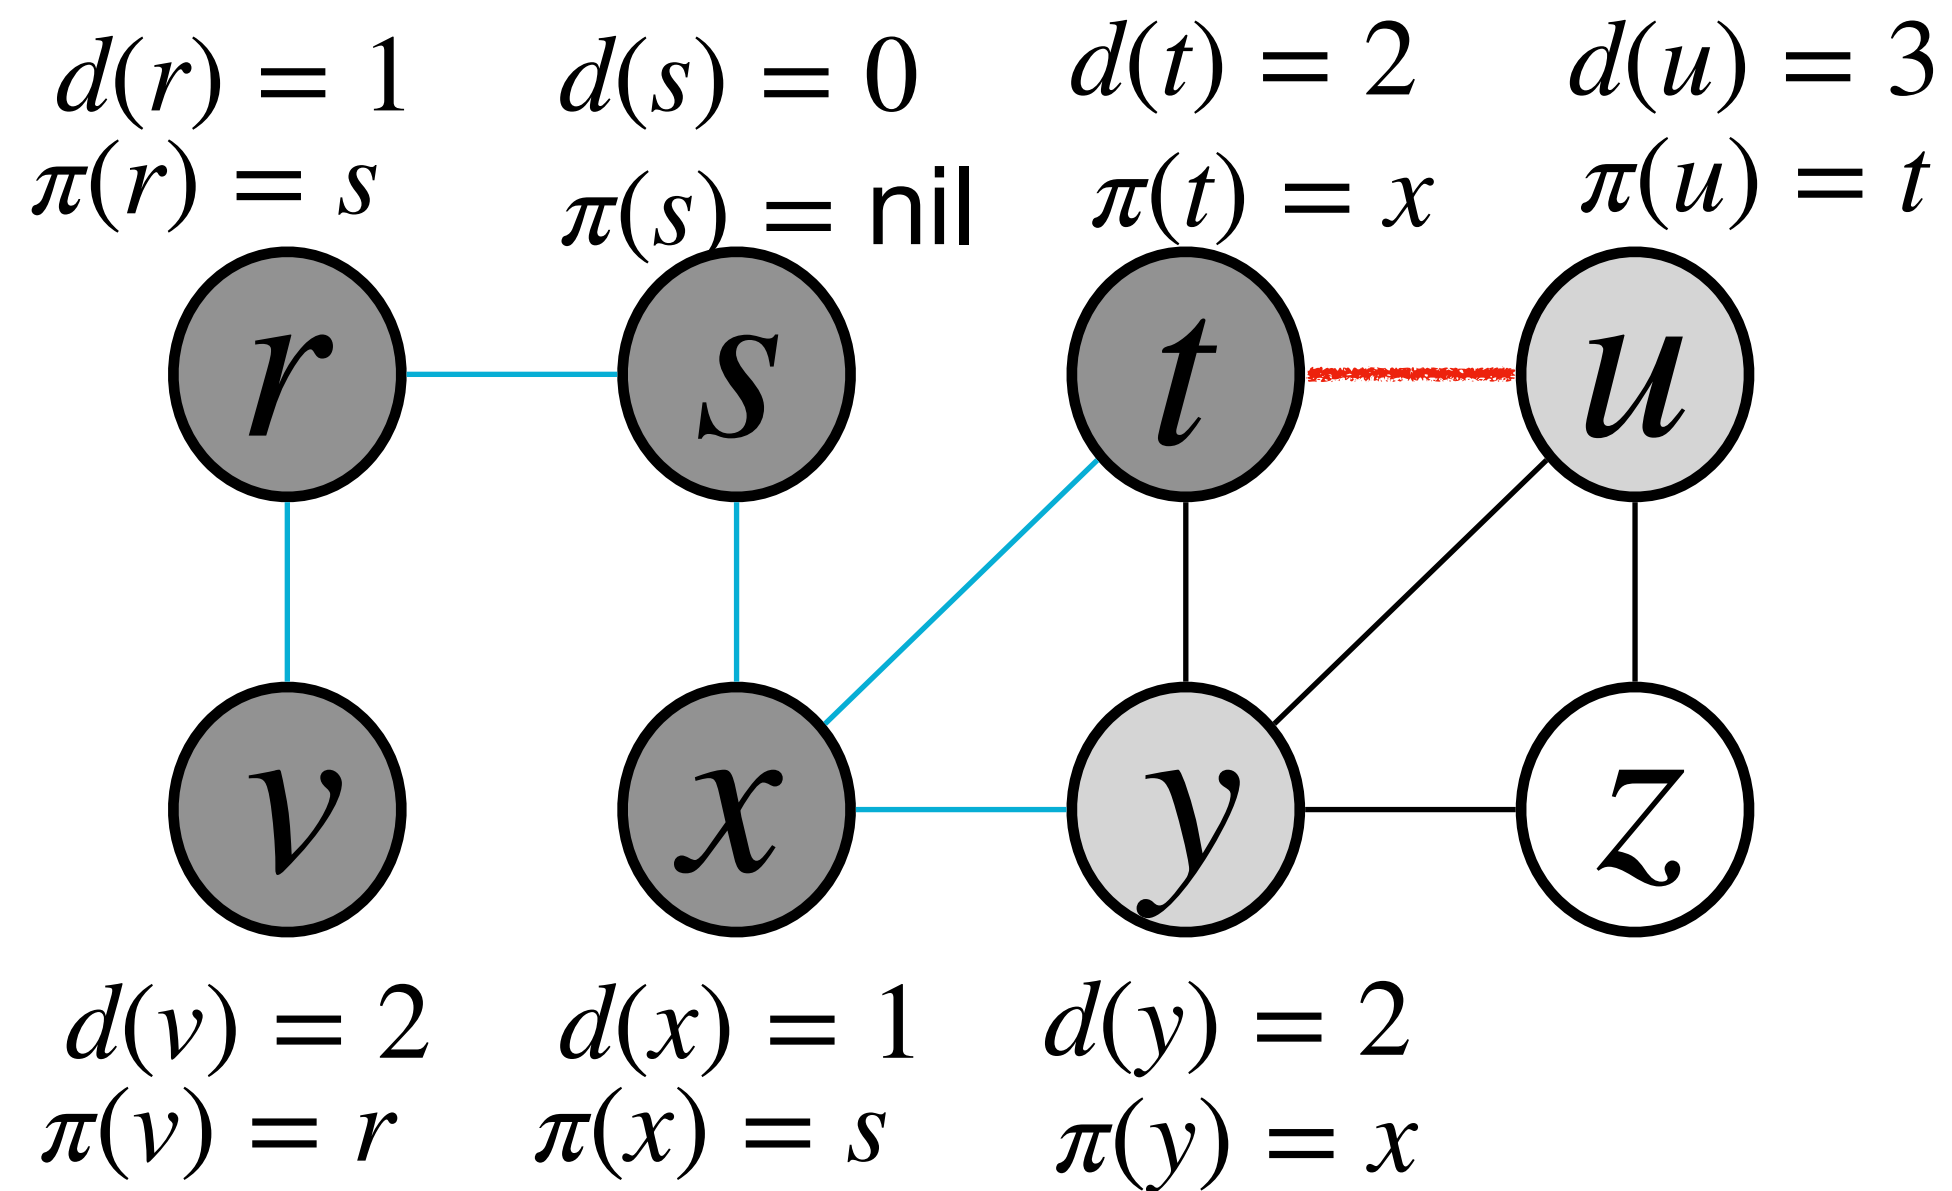 d(r) = 1
π(r) = s
d(s) = 0
π(s) = nil
d(t) = 2
π(t) = x
d(u) = 3
π(u) = t
r
s
t
u
v
x
y
z
d(v) = 2
π(v) = r
d(x) = 1
π(x) = s
d(y) = 2
π(y) = x